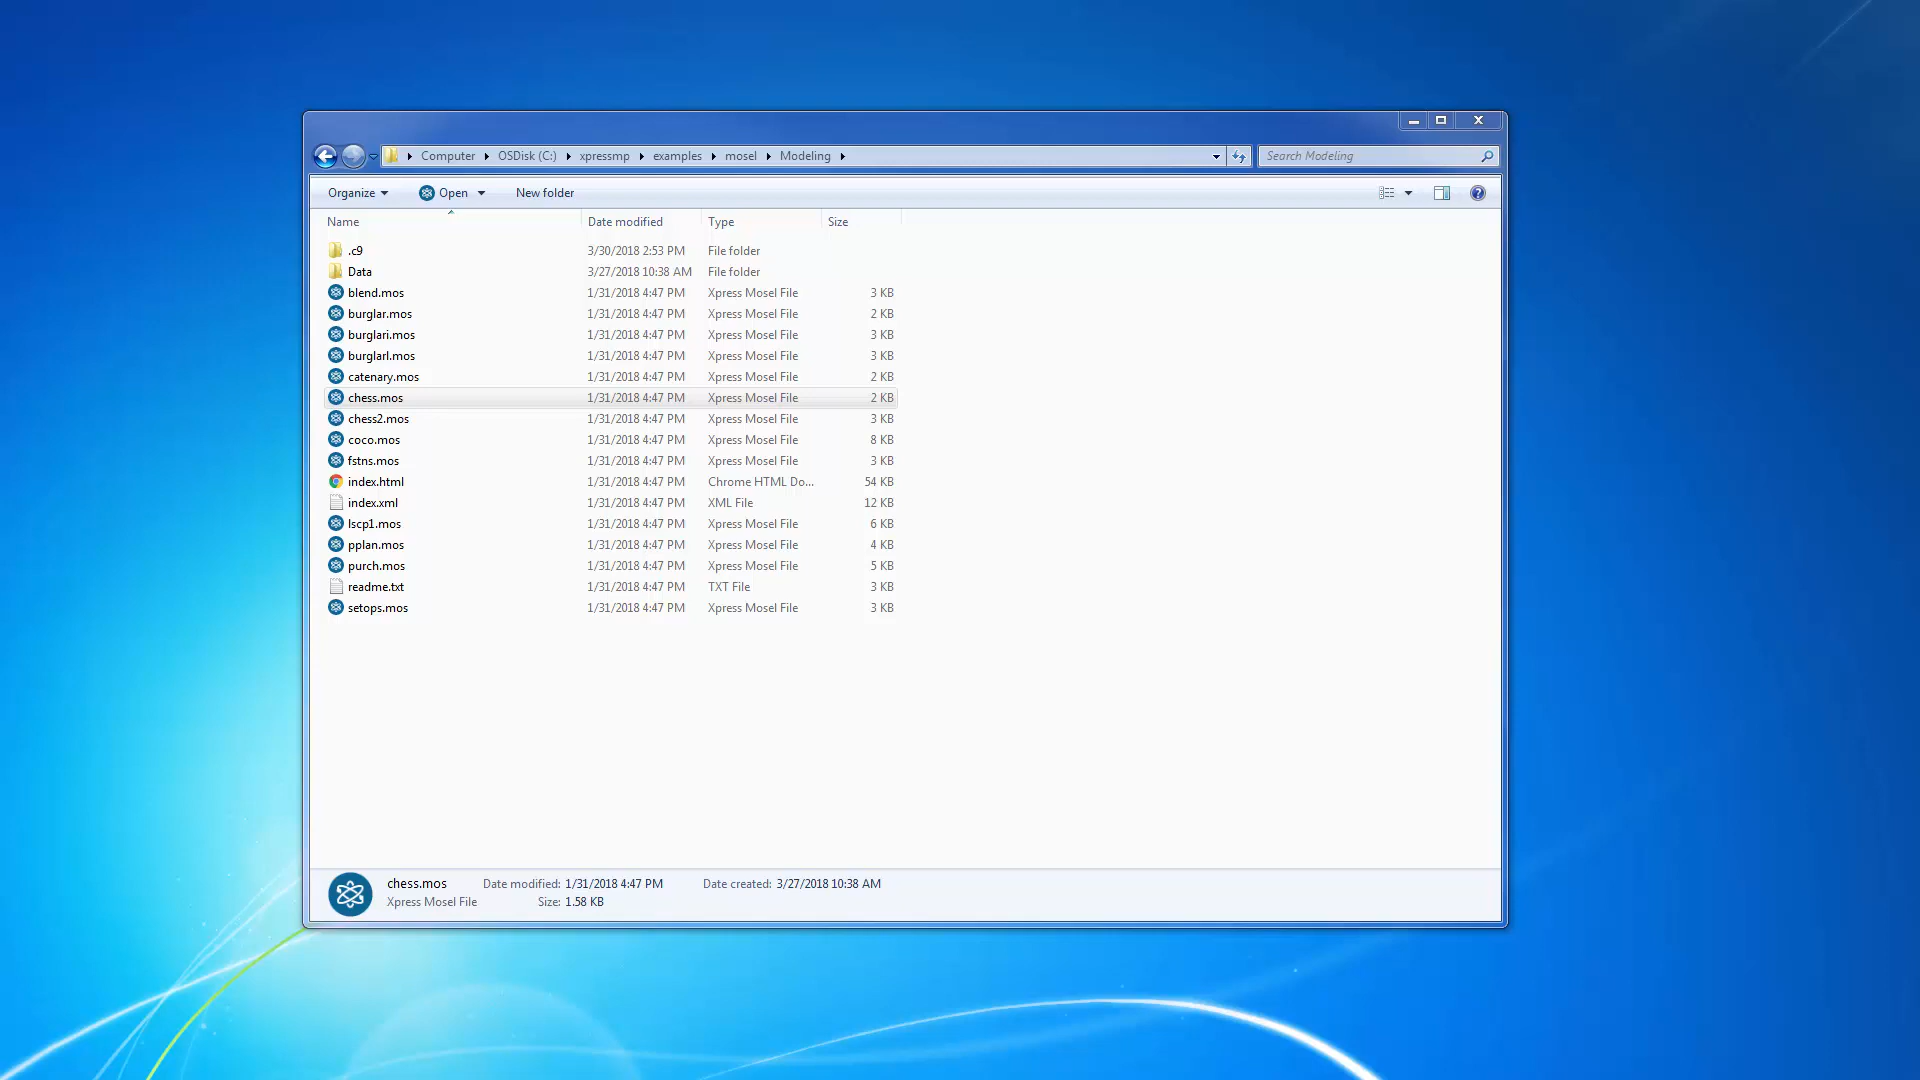 Computer OSDisk (C:) xpressmp examples mosel Modeling Search Modeling
Organize Open New folder
Name Date modified Type Size
.c9 3/30/2018 2:53 PM File folder
Data 3/27/2018 10:38 AM File folder
blend.mos 1/31/2018 4:47 PM Xpress Mosel File 3 KB
burglar.mos 1/31/2018 4:47 PM Xpress Mosel File 2 KB
burglari.mos 1/31/2018 4:47 PM Xpress Mosel File 3 KB
burglarl.mos 1/31/2018 4:47 PM Xpress Mosel File 3 KB
catenary.mos 1/31/2018 4:47 PM Xpress Mosel File 2 KB
chess.mos 1/31/2018 4:47 PM Xpress Mosel File 2 KB
chess2.mos 1/31/2018 4:47 PM Xpress Mosel File 3 KB
coco.mos 1/31/2018 4:47 PM Xpress Mosel File 8 KB
fstns.mos 1/31/2018 4:47 PM Xpress Mosel File 3 KB
index.html 1/31/2018 4:47 PM Chrome HTML Do... 54 KB
index.xml 1/31/2018 4:47 PM XML File 12 KB
lscp1.mos 1/31/2018 4:47 PM Xpress Mosel File 6 KB
pplan.mos 1/31/2018 4:47 PM Xpress Mosel File 4 KB
purch.mos 1/31/2018 4:47 PM Xpress Mosel File 5 KB
readme.txt 1/31/2018 4:47 PM TXT File 3 KB
setops.mos 1/31/2018 4:47 PM Xpress Mosel File 3 KB
chess.mos Date modified: 1/31/2018 4:47 PM Date created: 3/27/2018 10:38 AM
Xpress Mosel File Size: 1.58 KB